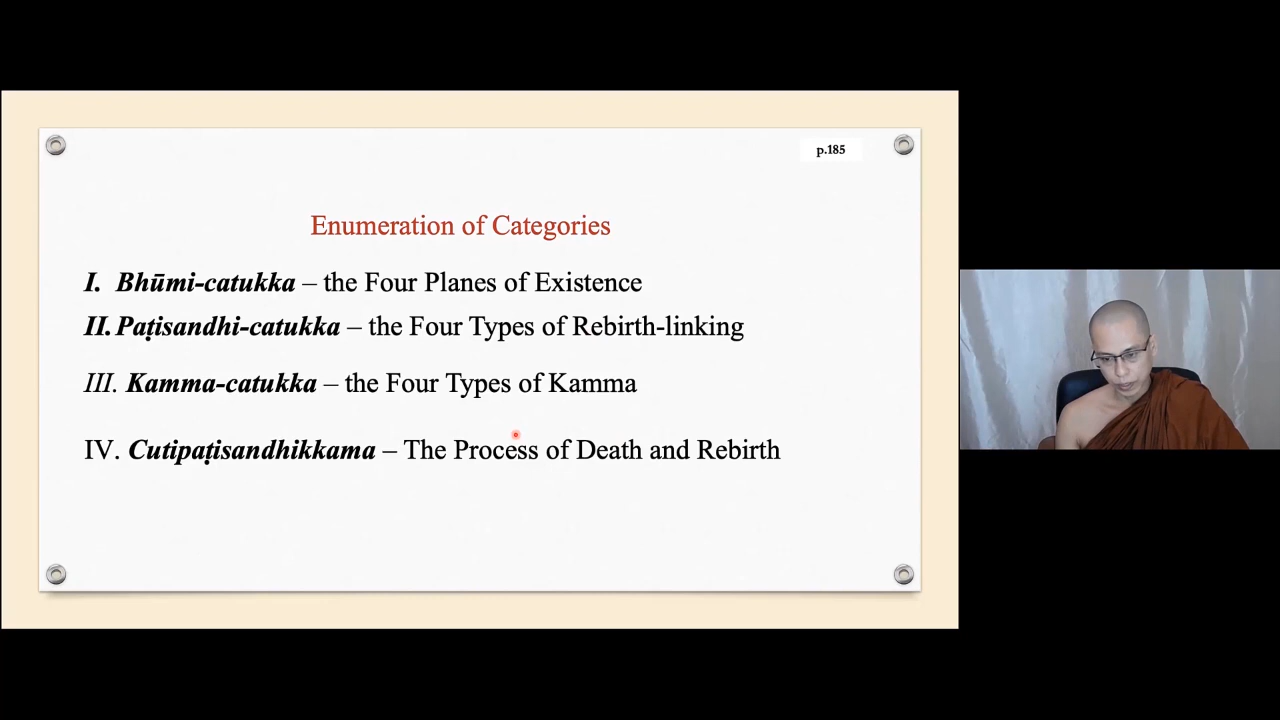 p.185
Enumeration of Categories
I. Bhūmi-catukka – the Four Planes of Existence
II. Paṭisandhi-catukka – the Four Types of Rebirth-linking
III. Kamma-catukka – the Four Types of Kamma
IV. Cutipaṭisandhikkama – The Process of Death and Rebirth